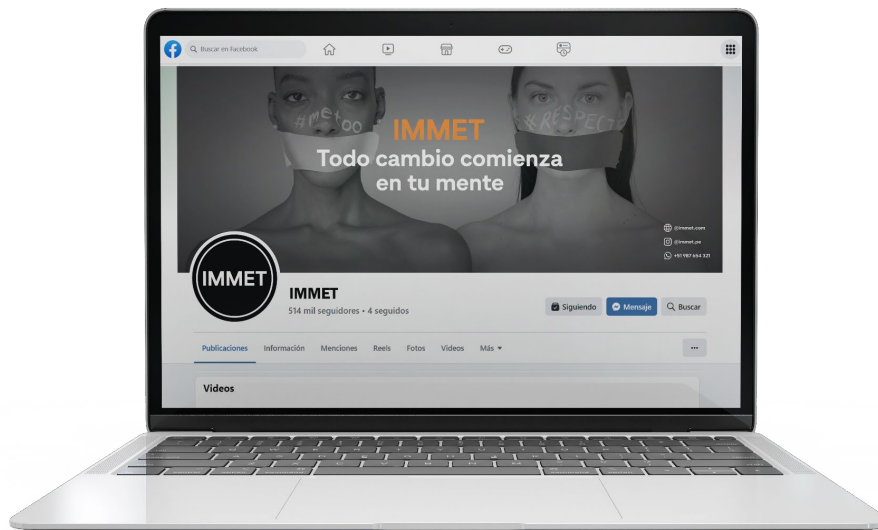 Buscar en Facebook
#metoo
#RESPECT
IMMET
Todo cambio comienza
en tu mente
@immet.com
@immet.pe
+51 987 654 321
IMMET
IMMET
514 mil seguidores • 4 seguidos
Siguiendo
Mensaje
Buscar
Publicaciones
Información
Menciones
Reels
Fotos
Videos
Más
Videos